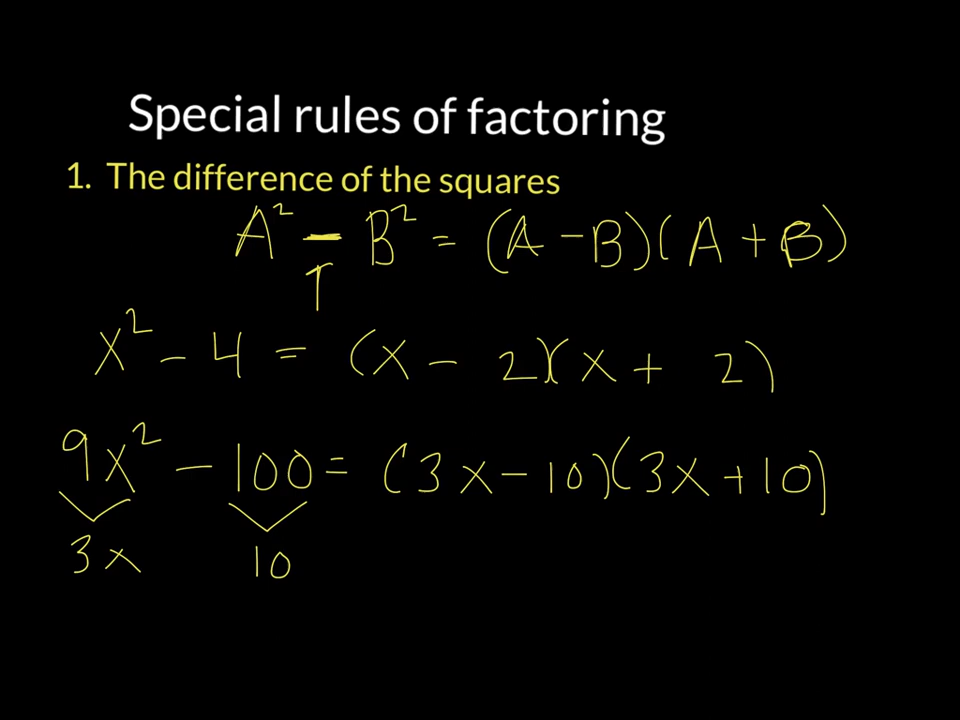 Special rules of factoring
1. The difference of the squares
A² - B² = (A - B)(A + B)
x² - 4 = (x - 2)(x + 2)
9x² - 100 = (3x - 10)(3x + 10)
3x 10